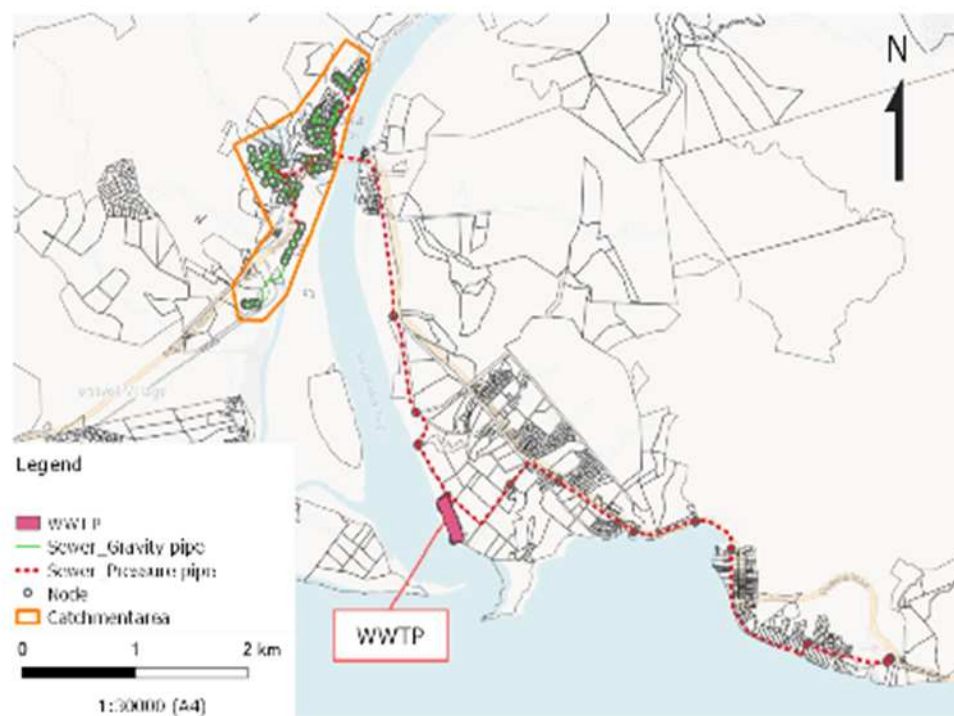 N
Legend
WWTP
Sewer_Gravity pipe
Sewer_Pressure pipe
Node
Catchmentarea
0 1 2 km
1:30000 (A4)
WWTP